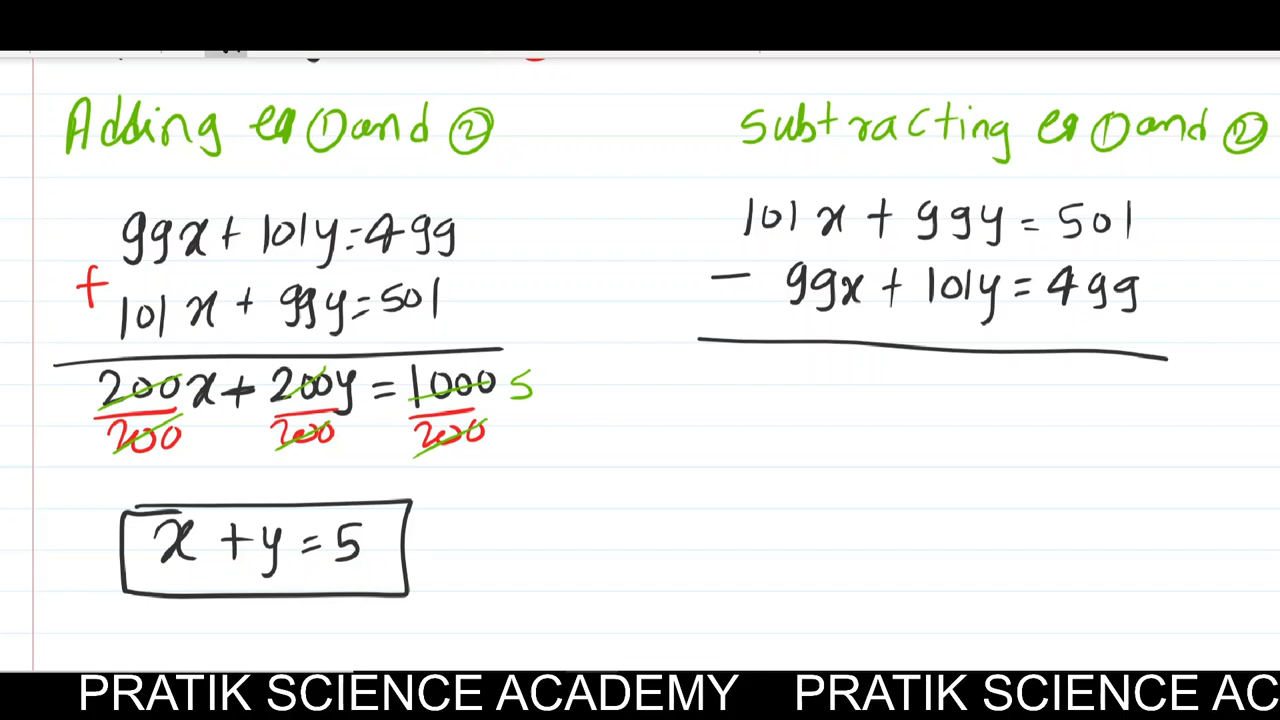 Adding eq ① and ②
99x + 101y = 499
+
101x + 99y = 501
200x + 200y = 1000 5
200 200 200
x + y = 5
Subtracting eq ① and ②
101x + 99y = 501
− 99x + 101y = 499
PRATIK SCIENCE ACADEMY PRATIK SCIENCE AC